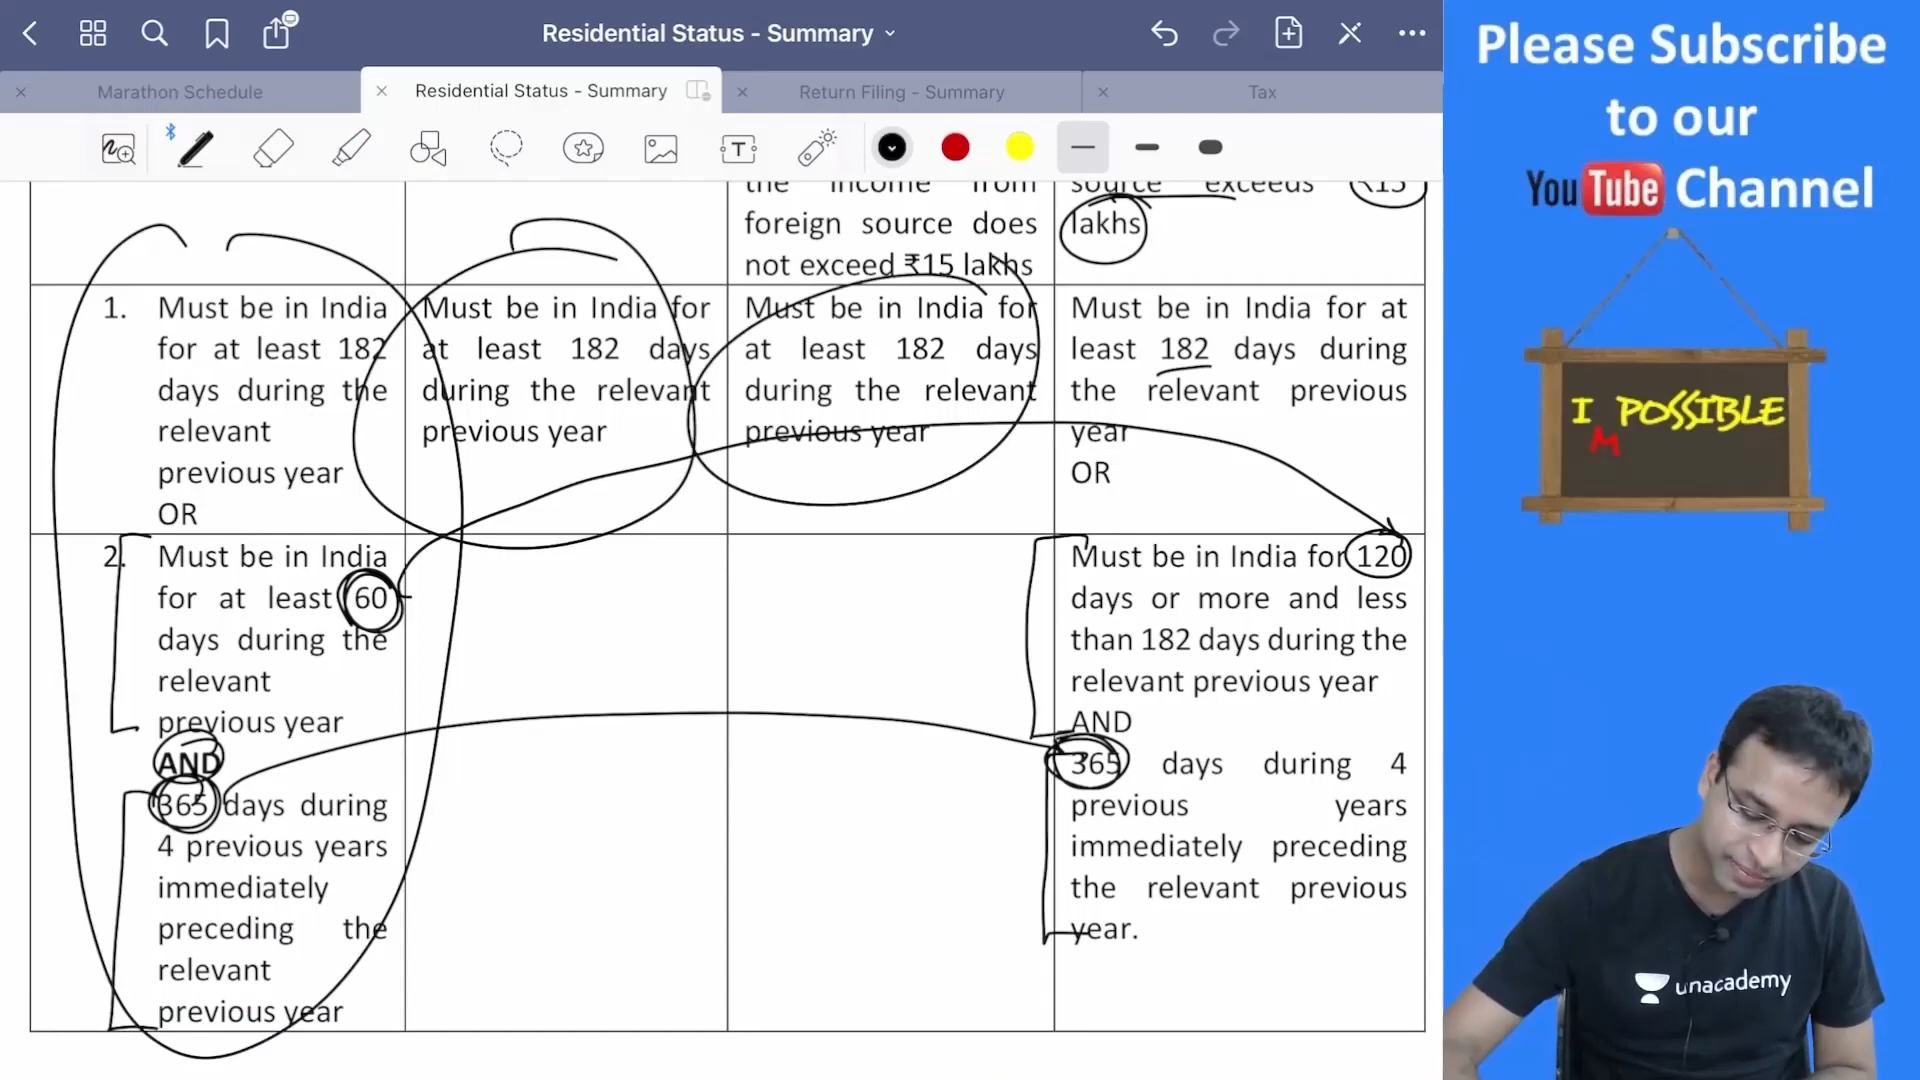 Residential Status - Summary
Marathon Schedule
Residential Status - Summary
Return Filing - Summary
Tax
T
the income from
foreign source does
not exceed ₹15 lakhs
source exceeds ₹15
lakhs
1. Must be in India
for at least 182
days during the
relevant
previous year
OR
Must be in India for
at least 182 days
during the relevant
previous year
Must be in India for
at least 182 days
during the relevant
previous year
Must be in India for at
least 182 days during
the relevant previous
year
OR
2. Must be in India
for at least 60
days during the
relevant
previous year
AND
365 days during
4 previous years
immediately
preceding the
relevant
previous year
Must be in India for 120
days or more and less
than 182 days during the
relevant previous year
AND
365 days during 4
previous years
immediately preceding
the relevant previous
year.
Please Subscribe
to our
YouTube Channel
I POSSIBLE
M
unacademy